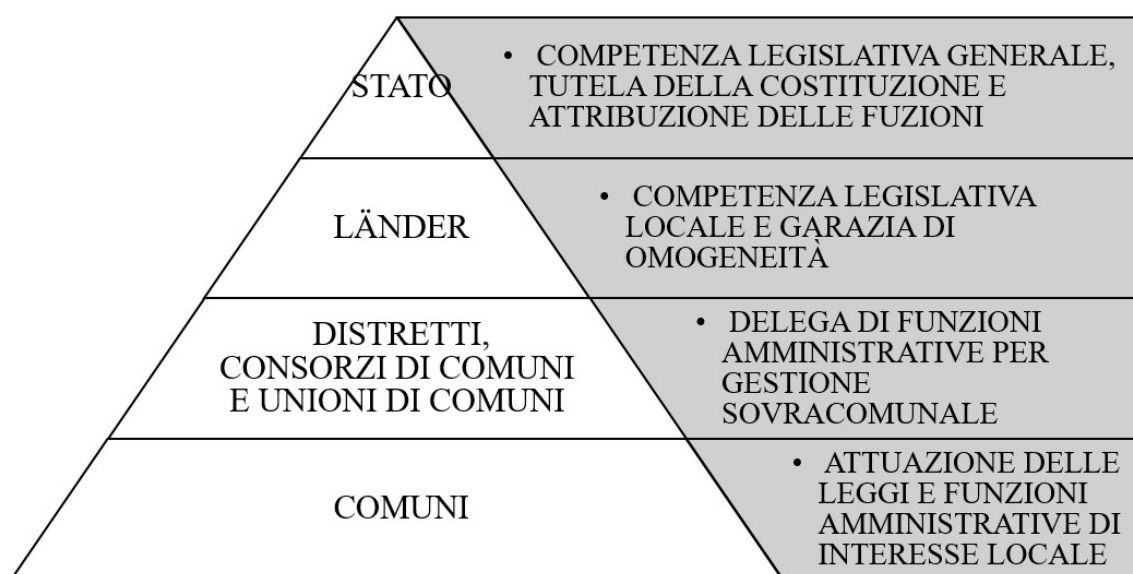 STATO
• COMPETENZA LEGISLATIVA GENERALE,
TUTELA DELLA COSTITUZIONE E
ATTRIBUZIONE DELLE FUZIONI
LÄNDER
• COMPETENZA LEGISLATIVA
LOCALE E GARAZIA DI
OMOGENEITÀ
DISTRETTI,
CONSORZI DI COMUNI
E UNIONI DI COMUNI
• DELEGA DI FUNZIONI
AMMINISTRATIVE PER
GESTIONE
SOVRACOMUNALE
COMUNI
• ATTUAZIONE DELLE
LEGGI E FUNZIONI
AMMINISTRATIVE DI
INTERESSE LOCALE